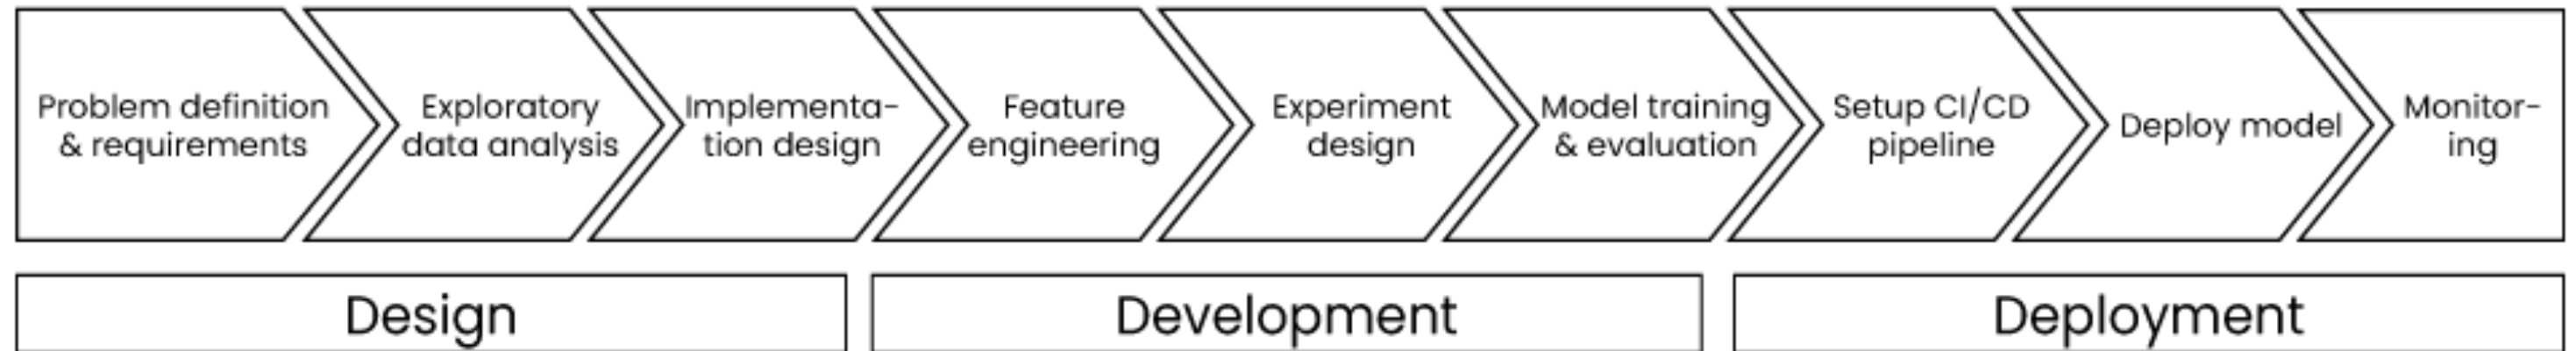 Problem definition
& requirements
Exploratory
data analysis
Implementa-
tion design
Feature
engineering
Experiment
design
Model training
& evaluation
Setup CI/CD
pipeline
Deploy model
Monitor-
ing
Design
Development
Deployment